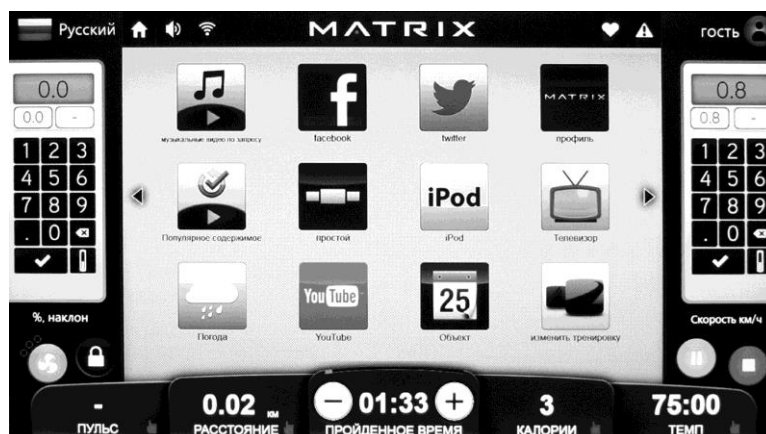 Русский
MATRIX
гость
0.0
0.0 -
1 2 3
4 5 6
7 8 9
. 0
%, наклон
музыкальные видео по запросу
facebook
twitter
MATRIX
профиль
Популярное содержимое
простой
iPod
iPod
Телевизор
Погода
You Tube
YouTube
25
Объект
изменить тренировку
0.8
0.8 -
1 2 3
4 5 6
7 8 9
. 0
Скорость км/ч
-
ПУЛЬС
0.02 КМ
РАССТОЯНИЕ
01:33
ПРОЙДЕННОЕ ВРЕМЯ
3
КАЛОРИИ
75:00
ТЕМП